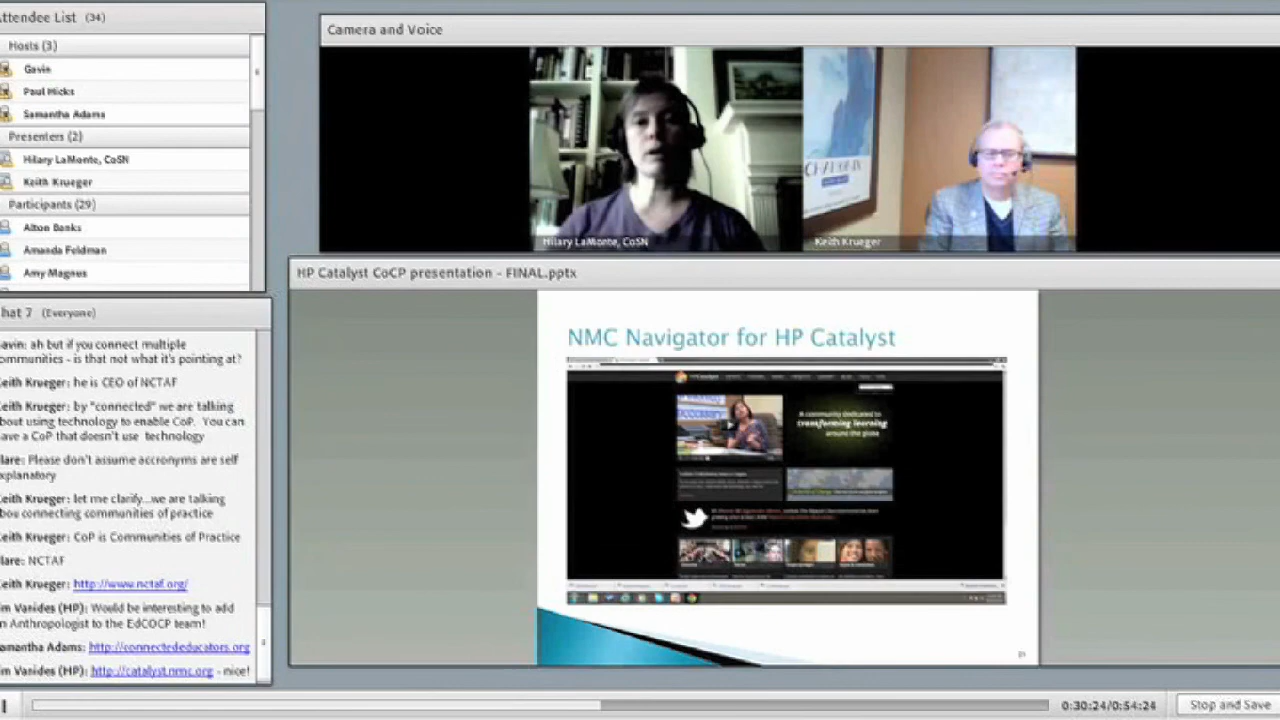 Attendee List (34)
Hosts (3)
Gavin
Paul Hicks
Samantha Adams
Presenters (2)
Hilary LaMonte, CoSN
Keith Krueger
Participants (29)
Alton Banks
Amanda Feldman
Amy Magnus
hat 7 (Everyone)
avin: ah but if you connect multiple
ommunities - is that not what it's pointing at?
eith Krueger: he is CEO of NCTAF
eith Krueger: by "connected" we are talking
bout using technology to enable CoP. You can
ave a CoP that doesn't use technology
lare: Please don't assume accronyms are self
xplanatory
eith Krueger: let me clarify...we are talking
bou connecting communities of practice
eith Krueger: CoP is Communities of Practice
lare: NCTAF
eith Krueger: http://www.nctaf.org/
im Vanides (HP): Would be interesting to add
n Anthropologist to the EdCOCP team!
amantha Adams: http://connectededucators.org
im Vanides (HP): http://catalyst.nmc.org - nice!
Camera and Voice
Hilary LaMonte, CoSN
Keith Krueger
HP Catalyst CoCP presentation - FINAL.pptx
NMC Navigator for HP Catalyst
A community dedicated to
transforming learning
around the globe
0:30:24/0:54:24
Stop and Save